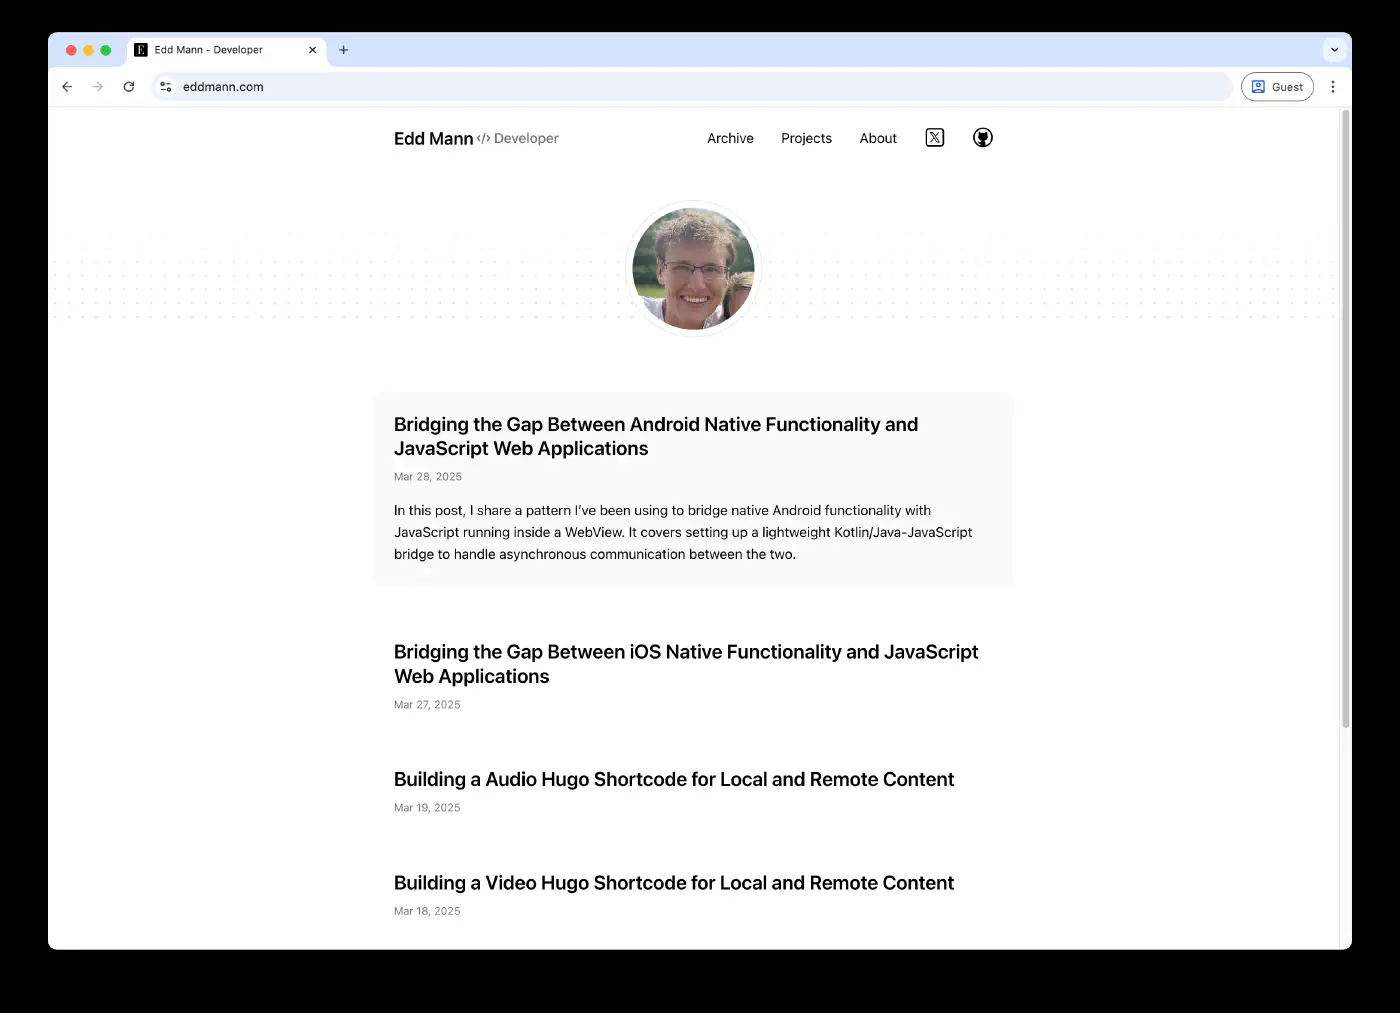 Edd Mann - Developer
eddmann.com
Guest
Edd Mann </> Developer
Archive
Projects
About
Bridging the Gap Between Android Native Functionality and
JavaScript Web Applications
Mar 28, 2025
In this post, I share a pattern I’ve been using to bridge native Android functionality with
JavaScript running inside a WebView. It covers setting up a lightweight Kotlin/Java-JavaScript
bridge to handle asynchronous communication between the two.
Bridging the Gap Between iOS Native Functionality and JavaScript
Web Applications
Mar 27, 2025
Building a Audio Hugo Shortcode for Local and Remote Content
Mar 19, 2025
Building a Video Hugo Shortcode for Local and Remote Content
Mar 18, 2025